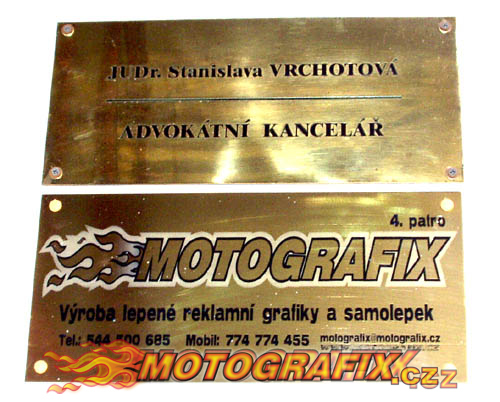 JUDr. Stanislava VRCHOTOVÁ
ADVOKÁTNÍ KANCELÁŘ
4. patro
MOTOGRAFIX
Výroba lepené reklamní grafiky a samolepek
Tel.: 544 500 685 Mobil: 774 774 455 motografix@motografix.cz
MOTOGRAFIX.cz